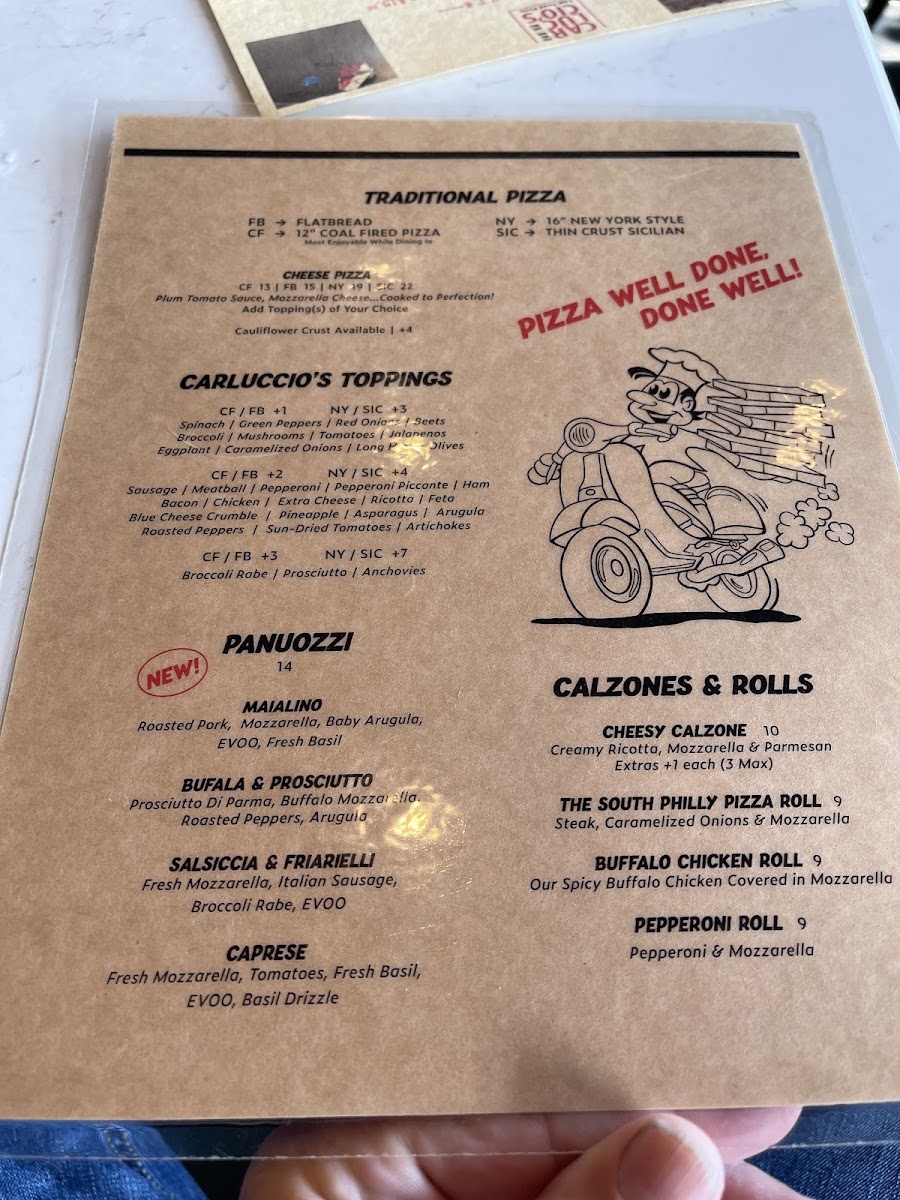 TRADITIONAL PIZZA
FB → FLATBREAD
CF → 12" COAL FIRED PIZZA
Most Enjoyable While Dining In
NY → 16" NEW YORK STYLE
SIC → THIN CRUST SICILIAN
CHEESE PIZZA
CF 13 | FB 15 | NY 19 | SIC 22
Plum Tomato Sauce, Mozzarella Cheese...Cooked to Perfection!
Add Topping(s) of Your Choice
Cauliflower Crust Available | +4
PIZZA WELL DONE,
DONE WELL!
CARLUCCIO'S TOPPINGS
CF / FB +1 NY / SIC +3
Spinach / Green Peppers / Red Onions / Beets
Broccoli / Mushrooms / Tomatoes / Jalapenos
Eggplant / Caramelized Onions / Long Olives
CF / FB +2 NY / SIC +4
Sausage / Meatball / Pepperoni / Pepperoni Piccante / Ham
Bacon / Chicken / Extra Cheese / Ricotta / Feta
Blue Cheese Crumble / Pineapple / Asparagus / Arugula
Roasted Peppers / Sun-Dried Tomatoes / Artichokes
CF / FB +3 NY / SIC +7
Broccoli Rabe / Prosciutto / Anchovies
PANUOZZI
14
NEW!
MAIALINO
Roasted Pork, Mozzarella, Baby Arugula,
EVOO, Fresh Basil
BUFALA & PROSCIUTTO
Prosciutto Di Parma, Buffalo Mozzarella,
Roasted Peppers, Arugula
SALSICCIA & FRIARIELLI
Fresh Mozzarella, Italian Sausage,
Broccoli Rabe, EVOO
CAPRESE
Fresh Mozzarella, Tomatoes, Fresh Basil,
EVOO, Basil Drizzle
CALZONES & ROLLS
CHEESY CALZONE 10
Creamy Ricotta, Mozzarella & Parmesan
Extras +1 each (3 Max)
THE SOUTH PHILLY PIZZA ROLL 9
Steak, Caramelized Onions & Mozzarella
BUFFALO CHICKEN ROLL 9
Our Spicy Buffalo Chicken Covered in Mozzarella
PEPPERONI ROLL 9
Pepperoni & Mozzarella